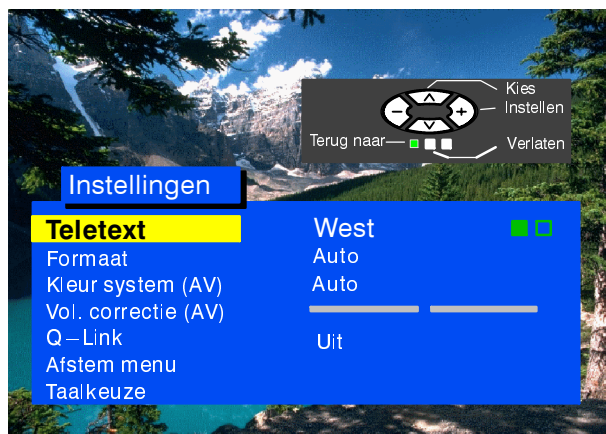 Kies
Instellen
Terug naar
Verlaten
Instellingen
Teletext West
Formaat Auto
Kleur system (AV) Auto
Vol. correctie (AV)
Q–Link Uit
Afstem menu
Taalkeuze